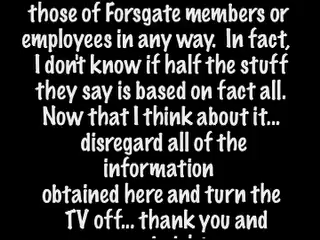 those of Forsgate members or
employees in any way.  In fact,
I don't know if half the stuff
they say is based on fact all.
Now that I think about it...
disregard all of the
information
obtained here and turn the
TV off... thank you and